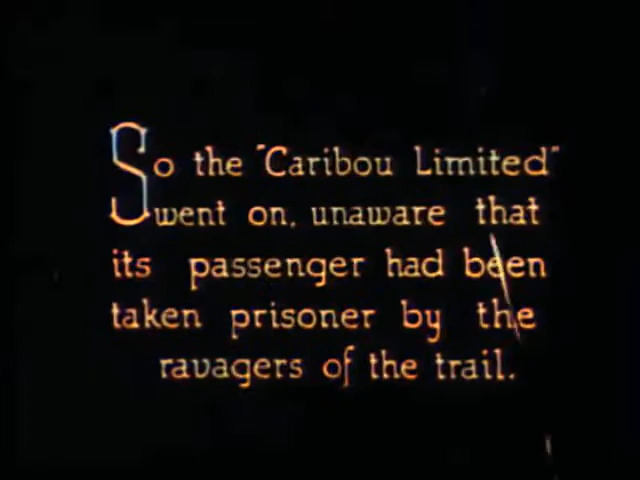 So the "Caribou Limited"
went on, unaware that
its passenger had been
taken prisoner by the
ravagers of the trail.